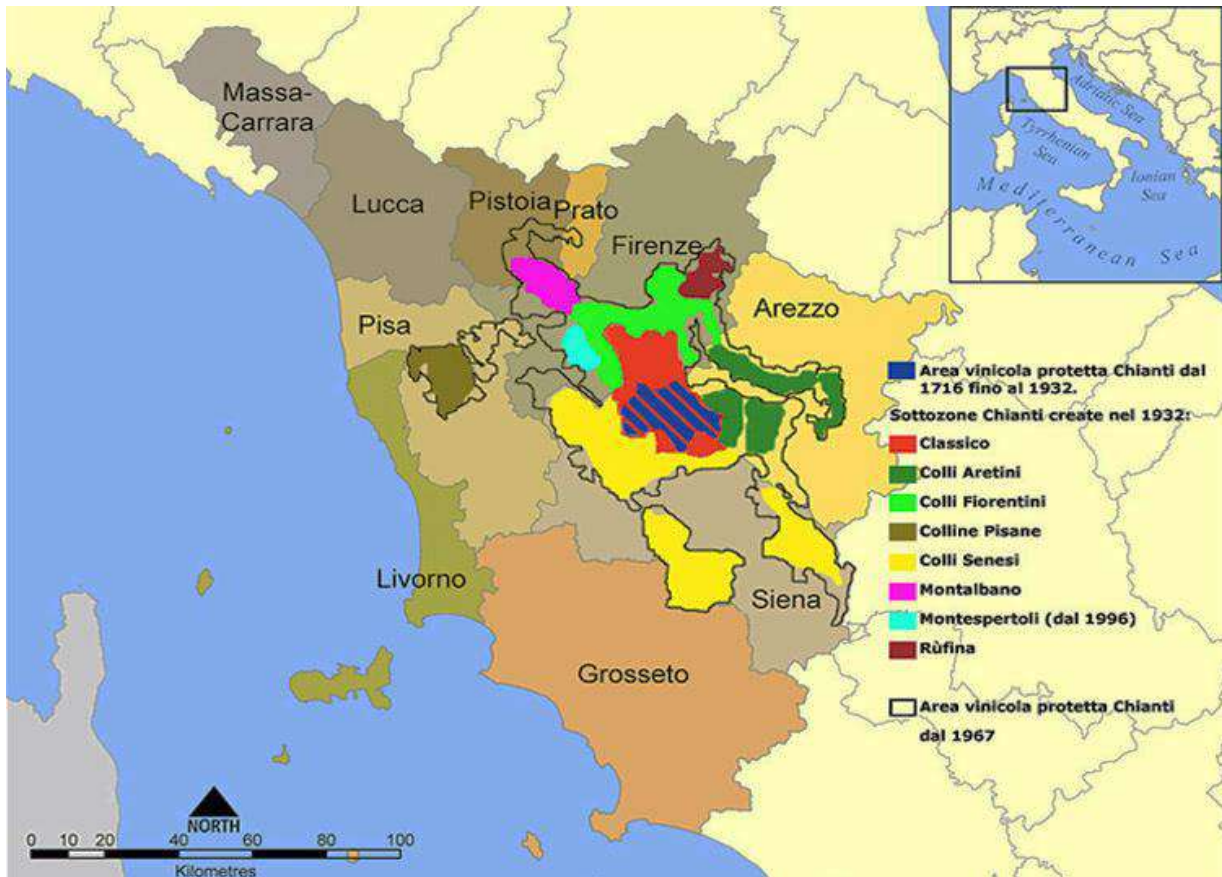 Massa-
Carrara
Lucca
Pistoia
Prato
Firenze
Pisa
Arezzo
Livorno
Siena
Grosseto
Adriatic Sea
Tyrrhenian
Sea
Ionian
Sea
Mediterranean Sea
Area vinicola protetta Chianti dal
1716 fino al 1932.
Sottozone Chianti create nel 1932:
Classico
Colli Aretini
Colli Fiorentini
Colline Pisane
Colli Senesi
Montalbano
Montespertoli (dal 1996)
Rùfina
Area vinicola protetta Chianti
dal 1967
NORTH
0 10 20 40 60 80 100
Kilometres